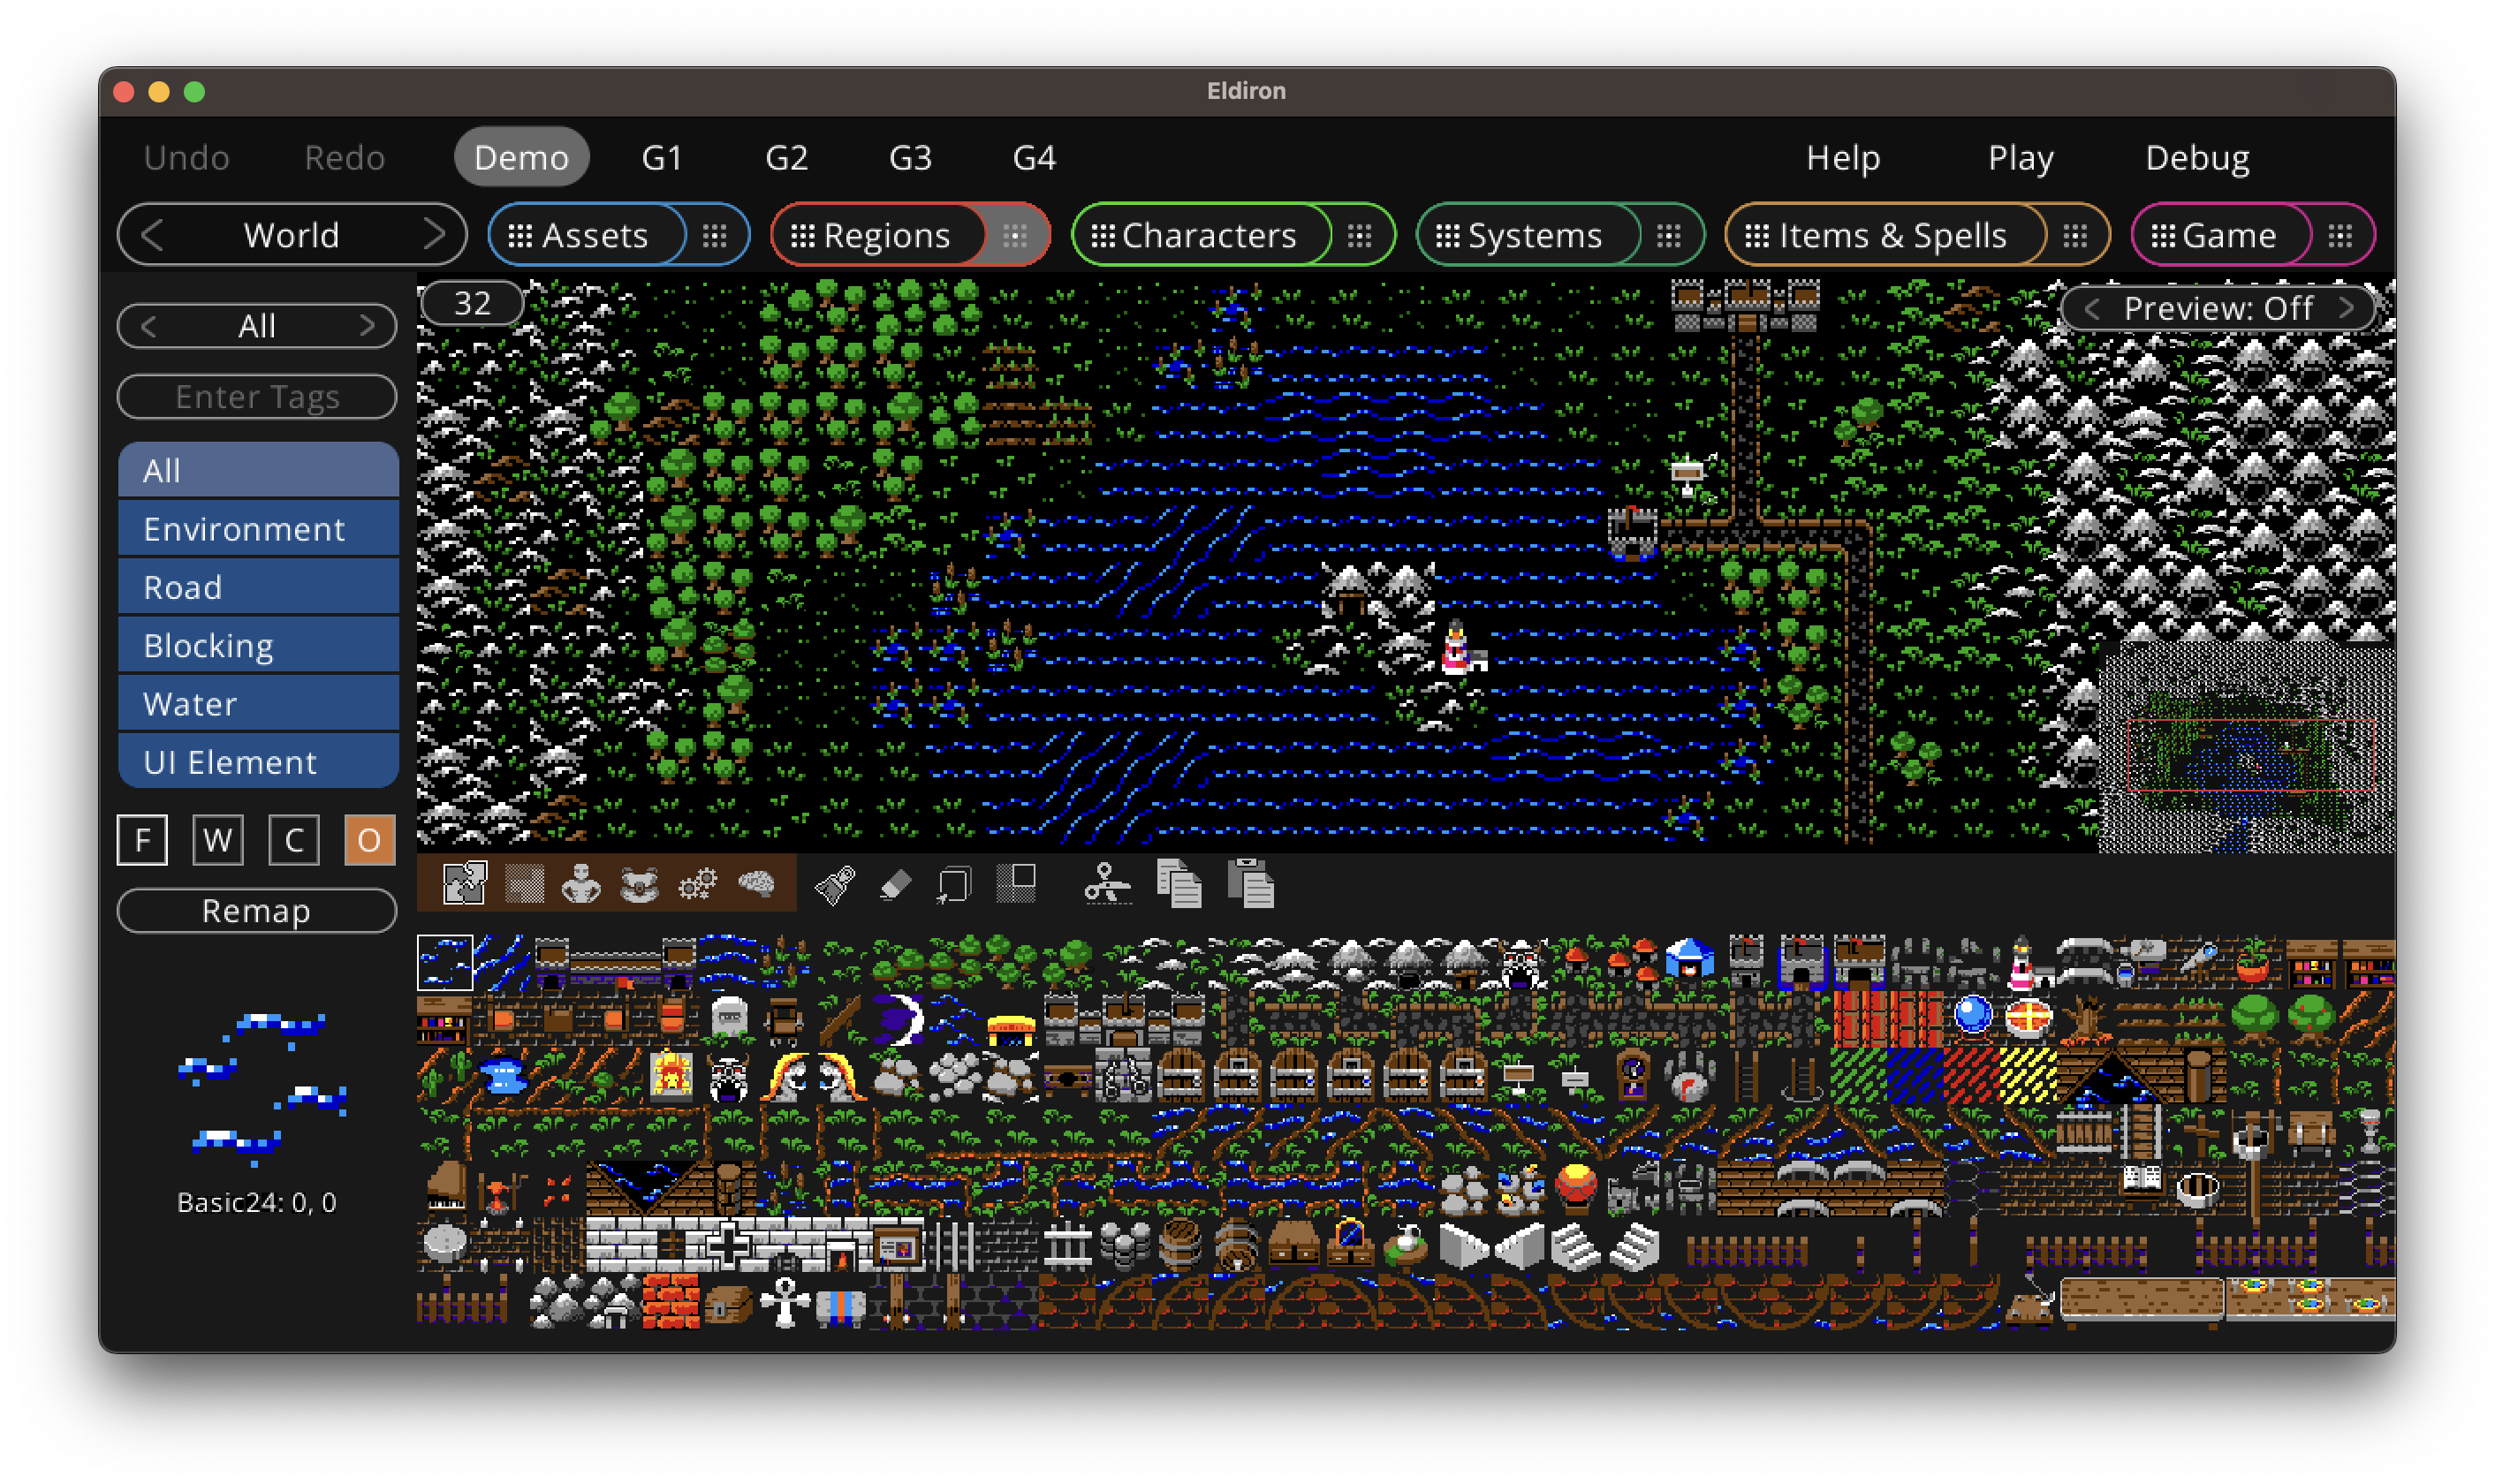 Eldiron
Undo Redo Demo G1 G2 G3 G4 Help Play Debug
< World > Assets Regions Characters Systems Items & Spells Game
< All >
32
< Preview: Off >
Enter Tags
All
Environment
Road
Blocking
Water
UI Element
F W C O
Remap
Basic24: 0, 0